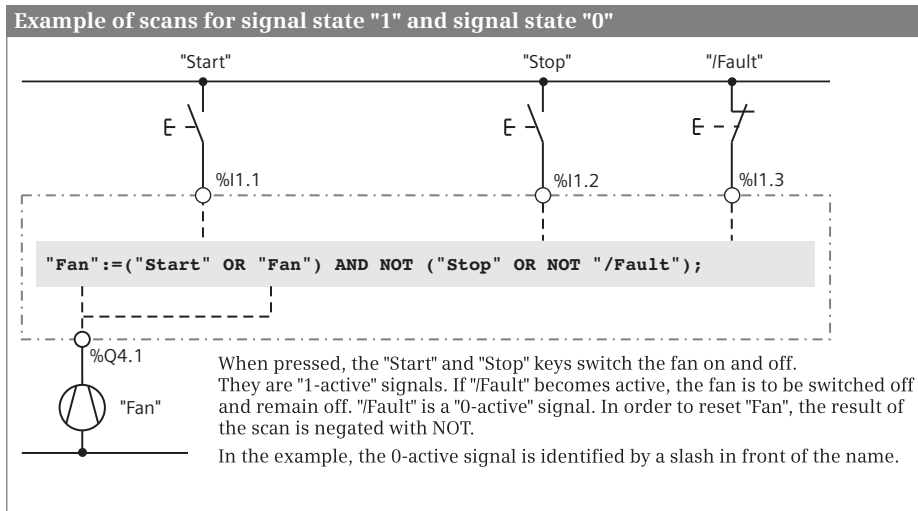 Example of scans for signal state "1" and signal state "0"
"Start"
"Stop"
"/Fault"
%I1.1
%I1.2
%I1.3
"Fan":=("Start" OR "Fan") AND NOT ("Stop" OR NOT "/Fault");
%Q4.1
"Fan"
When pressed, the "Start" and "Stop" keys switch the fan on and off.
They are "1-active" signals. If "/Fault" becomes active, the fan is to be switched off
and remain off. "/Fault" is a "0-active" signal. In order to reset "Fan", the result of
the scan is negated with NOT.
In the example, the 0-active signal is identified by a slash in front of the name.